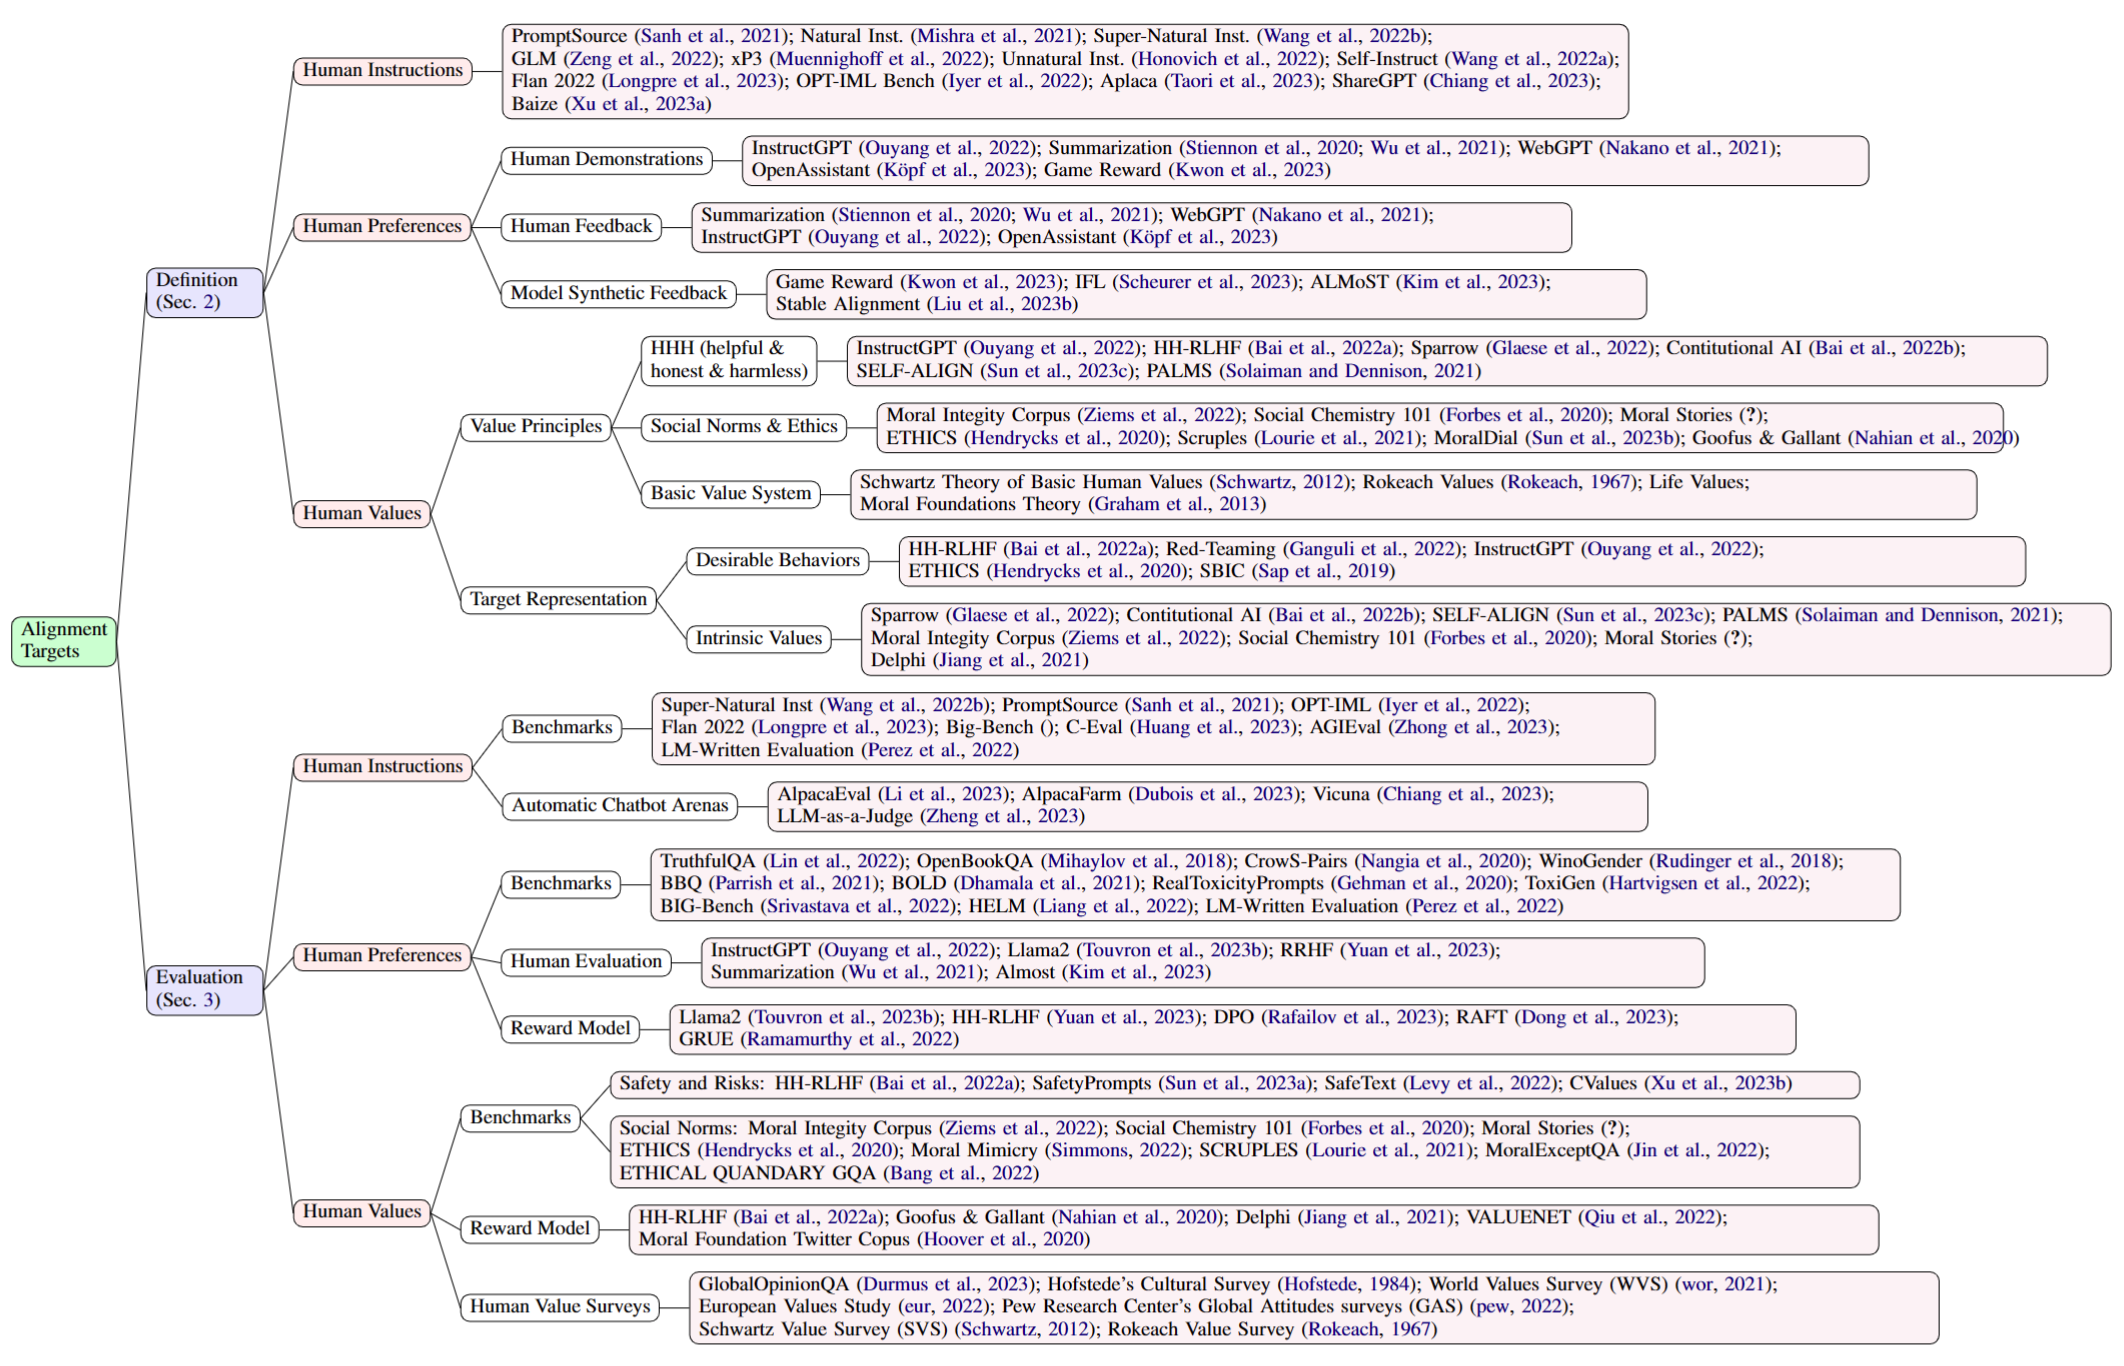 Alignment
Targets
Definition
(Sec. 2)
Human Instructions
PromptSource (Sanh et al., 2021); Natural Inst. (Mishra et al., 2021); Super-Natural Inst. (Wang et al., 2022b);
GLM (Zeng et al., 2022); xP3 (Muennighoff et al., 2022); Unnatural Inst. (Honovich et al., 2022); Self-Instruct (Wang et al., 2022a);
Flan 2022 (Longpre et al., 2023); OPT-IML Bench (Iyer et al., 2022); Aplaca (Taori et al., 2023); ShareGPT (Chiang et al., 2023);
Baize (Xu et al., 2023a)
Human Preferences
Human Demonstrations
InstructGPT (Ouyang et al., 2022); Summarization (Stiennon et al., 2020; Wu et al., 2021); WebGPT (Nakano et al., 2021);
OpenAssistant (Köpf et al., 2023); Game Reward (Kwon et al., 2023)
Human Feedback
Summarization (Stiennon et al., 2020; Wu et al., 2021); WebGPT (Nakano et al., 2021);
InstructGPT (Ouyang et al., 2022); OpenAssistant (Köpf et al., 2023)
Model Synthetic Feedback
Game Reward (Kwon et al., 2023); IFL (Scheurer et al., 2023); ALMoST (Kim et al., 2023);
Stable Alignment (Liu et al., 2023b)
Human Values
Value Principles
HHH (helpful &
honest & harmless)
InstructGPT (Ouyang et al., 2022); HH-RLHF (Bai et al., 2022a); Sparrow (Glaese et al., 2022); Contitutional AI (Bai et al., 2022b);
SELF-ALIGN (Sun et al., 2023c); PALMS (Solaiman and Dennison, 2021)
Social Norms & Ethics
Moral Integity Corpus (Ziems et al., 2022); Social Chemistry 101 (Forbes et al., 2020); Moral Stories (?);
ETHICS (Hendrycks et al., 2020); Scruples (Lourie et al., 2021); MoralDial (Sun et al., 2023b); Goofus & Gallant (Nahian et al., 2020)
Basic Value System
Schwartz Theory of Basic Human Values (Schwartz, 2012); Rokeach Values (Rokeach, 1967); Life Values;
Moral Foundations Theory (Graham et al., 2013)
Target Representation
Desirable Behaviors
HH-RLHF (Bai et al., 2022a); Red-Teaming (Ganguli et al., 2022); InstructGPT (Ouyang et al., 2022);
ETHICS (Hendrycks et al., 2020); SBIC (Sap et al., 2019)
Intrinsic Values
Sparrow (Glaese et al., 2022); Contitutional AI (Bai et al., 2022b); SELF-ALIGN (Sun et al., 2023c); PALMS (Solaiman and Dennison, 2021);
Moral Integity Corpus (Ziems et al., 2022); Social Chemistry 101 (Forbes et al., 2020); Moral Stories (?);
Delphi (Jiang et al., 2021)
Evaluation
(Sec. 3)
Human Instructions
Benchmarks
Super-Natural Inst (Wang et al., 2022b); PromptSource (Sanh et al., 2021); OPT-IML (Iyer et al., 2022);
Flan 2022 (Longpre et al., 2023); Big-Bench (); C-Eval (Huang et al., 2023); AGIEval (Zhong et al., 2023);
LM-Written Evaluation (Perez et al., 2022)
Automatic Chatbot Arenas
AlpacaEval (Li et al., 2023); AlpacaFarm (Dubois et al., 2023); Vicuna (Chiang et al., 2023);
LLM-as-a-Judge (Zheng et al., 2023)
Human Preferences
Benchmarks
TruthfulQA (Lin et al., 2022); OpenBookQA (Mihaylov et al., 2018); CrowS-Pairs (Nangia et al., 2020); WinoGender (Rudinger et al., 2018);
BBQ (Parrish et al., 2021); BOLD (Dhamala et al., 2021); RealToxicityPrompts (Gehman et al., 2020); ToxiGen (Hartvigsen et al., 2022);
BIG-Bench (Srivastava et al., 2022); HELM (Liang et al., 2022); LM-Written Evaluation (Perez et al., 2022)
Human Evaluation
InstructGPT (Ouyang et al., 2022); Llama2 (Touvron et al., 2023b); RRHF (Yuan et al., 2023);
Summarization (Wu et al., 2021); Almost (Kim et al., 2023)
Reward Model
Llama2 (Touvron et al., 2023b); HH-RLHF (Yuan et al., 2023); DPO (Rafailov et al., 2023); RAFT (Dong et al., 2023);
GRUE (Ramamurthy et al., 2022)
Human Values
Benchmarks
Safety and Risks: HH-RLHF (Bai et al., 2022a); SafetyPrompts (Sun et al., 2023a); SafeText (Levy et al., 2022); CValues (Xu et al., 2023b)
Social Norms: Moral Integity Corpus (Ziems et al., 2022); Social Chemistry 101 (Forbes et al., 2020); Moral Stories (?);
ETHICS (Hendrycks et al., 2020); Moral Mimicry (Simmons, 2022); SCRUPLES (Lourie et al., 2021); MoralExceptQA (Jin et al., 2022);
ETHICAL QUANDARY GQA (Bang et al., 2022)
Reward Model
HH-RLHF (Bai et al., 2022a); Goofus & Gallant (Nahian et al., 2020); Delphi (Jiang et al., 2021); VALUENET (Qiu et al., 2022);
Moral Foundation Twitter Copus (Hoover et al., 2020)
Human Value Surveys
GlobalOpinionQA (Durmus et al., 2023); Hofstede's Cultural Survey (Hofstede, 1984); World Values Survey (WVS) (wor, 2021);
European Values Study (eur, 2022); Pew Research Center's Global Attitudes surveys (GAS) (pew, 2022);
Schwartz Value Survey (SVS) (Schwartz, 2012); Rokeach Value Survey (Rokeach, 1967)